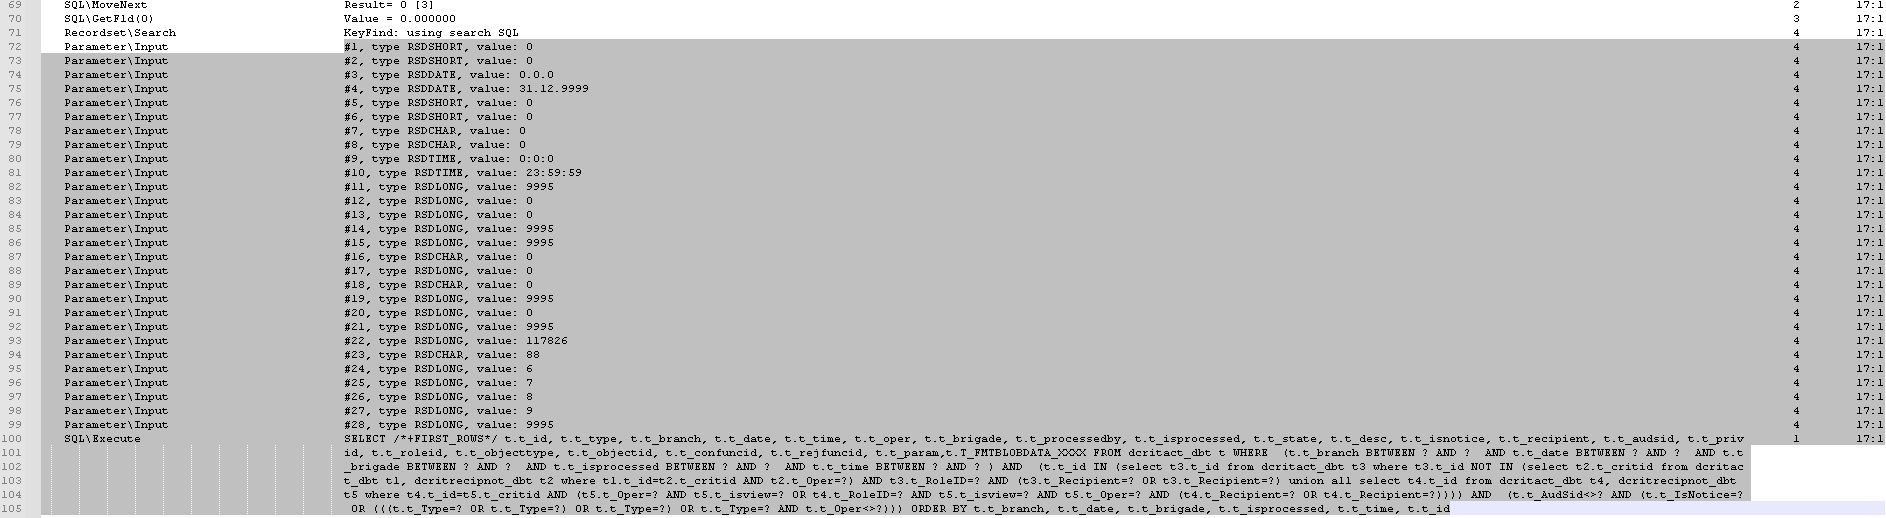 69 SQL\MoveNext Result= 0 [3] 2 17:1
70 SQL\GetFld(0) Value = 0.000000 3 17:1
71 Recordset\Search KeyFind: using search SQL 4 17:1
72 Parameter\Input #1, type RSDSHORT, value: 0 4 17:1
73 Parameter\Input #2, type RSDSHORT, value: 0 4 17:1
74 Parameter\Input #3, type RSDDATE, value: 0.0.0 4 17:1
75 Parameter\Input #4, type RSDDATE, value: 31.12.9999 4 17:1
76 Parameter\Input #5, type RSDSHORT, value: 0 4 17:1
77 Parameter\Input #6, type RSDSHORT, value: 0 4 17:1
78 Parameter\Input #7, type RSDCHAR, value: 0 4 17:1
79 Parameter\Input #8, type RSDCHAR, value: 0 4 17:1
80 Parameter\Input #9, type RSDTIME, value: 0:0:0 4 17:1
81 Parameter\Input #10, type RSDTIME, value: 23:59:59 4 17:1
82 Parameter\Input #11, type RSDLONG, value: 9995 4 17:1
83 Parameter\Input #12, type RSDLONG, value: 0 4 17:1
84 Parameter\Input #13, type RSDLONG, value: 0 4 17:1
85 Parameter\Input #14, type RSDLONG, value: 9995 4 17:1
86 Parameter\Input #15, type RSDLONG, value: 9995 4 17:1
87 Parameter\Input #16, type RSDCHAR, value: 0 4 17:1
88 Parameter\Input #17, type RSDLONG, value: 0 4 17:1
89 Parameter\Input #18, type RSDCHAR, value: 0 4 17:1
90 Parameter\Input #19, type RSDLONG, value: 9995 4 17:1
91 Parameter\Input #20, type RSDLONG, value: 0 4 17:1
92 Parameter\Input #21, type RSDLONG, value: 9995 4 17:1
93 Parameter\Input #22, type RSDLONG, value: 117826 4 17:1
94 Parameter\Input #23, type RSDCHAR, value: 88 4 17:1
95 Parameter\Input #24, type RSDLONG, value: 6 4 17:1
96 Parameter\Input #25, type RSDLONG, value: 7 4 17:1
97 Parameter\Input #26, type RSDLONG, value: 8 4 17:1
98 Parameter\Input #27, type RSDLONG, value: 9 4 17:1
99 Parameter\Input #28, type RSDLONG, value: 9995 4 17:1
100 SQL\Execute SELECT /*+FIRST_ROWS*/ t.t_id, t.t_type, t.t_branch, t.t_date, t.t_time, t.t_oper, t.t_brigade, t.t_processedby, t.t_isprocessed, t.t_state, t.t_desc, t.t_isnotice, t.t_recipient, t.t_audsid, t.t_priv 1 17:1
101 id, t.t_roleid, t.t_objecttype, t.t_objectid, t.t_confuncid, t.t_rejfuncid, t.t_param,t.T_FMTBLOBDATA_XXXX FROM dcritact_dbt t WHERE (t.t_branch BETWEEN ? AND ? AND t.t_date BETWEEN ? AND ? AND t.t
102 _brigade BETWEEN ? AND ? AND t.t_isprocessed BETWEEN ? AND ? AND t.t_time BETWEEN ? AND ? ) AND (t.t_id IN (select t3.t_id from dcritact_dbt t3 where t3.t_id NOT IN (select t2.t_critid from dcritac
103 t_dbt t1, dcritrecipnot_dbt t2 where t1.t_id=t2.t_critid AND t2.t_Oper=?) AND t3.t_RoleID=? AND (t3.t_Recipient=? OR t3.t_Recipient=?) union all select t4.t_id from dcritact_dbt t4, dcritrecipnot_dbt
104 t5 where t4.t_id=t5.t_critid AND (t5.t_Oper=? AND t5.t_isview=? OR t4.t_RoleID=? AND t5.t_isview=? AND t5.t_Oper=? AND (t4.t_Recipient=? OR t4.t_Recipient=?)))) AND (t.t_AudSid<>? AND (t.t_IsNotice=?
105 OR (((t.t_Type=? OR t.t_Type=?) OR t.t_Type=?) OR t.t_Type=? AND t.t_Oper<>?))) ORDER BY t.t_branch, t.t_date, t.t_brigade, t.t_isprocessed, t.t_time, t.t_id